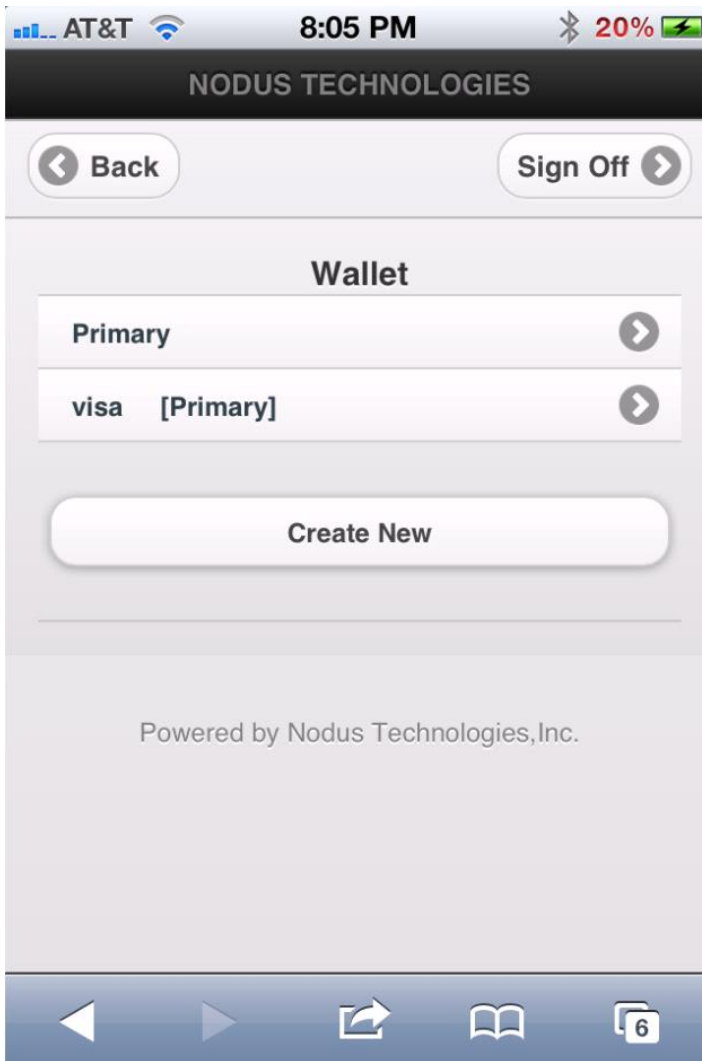 AT&T 8:05 PM 20%
NODUS TECHNOLOGIES
Back Sign Off
Wallet
Primary
visa [Primary]
Create New
Powered by Nodus Technologies,Inc.
6